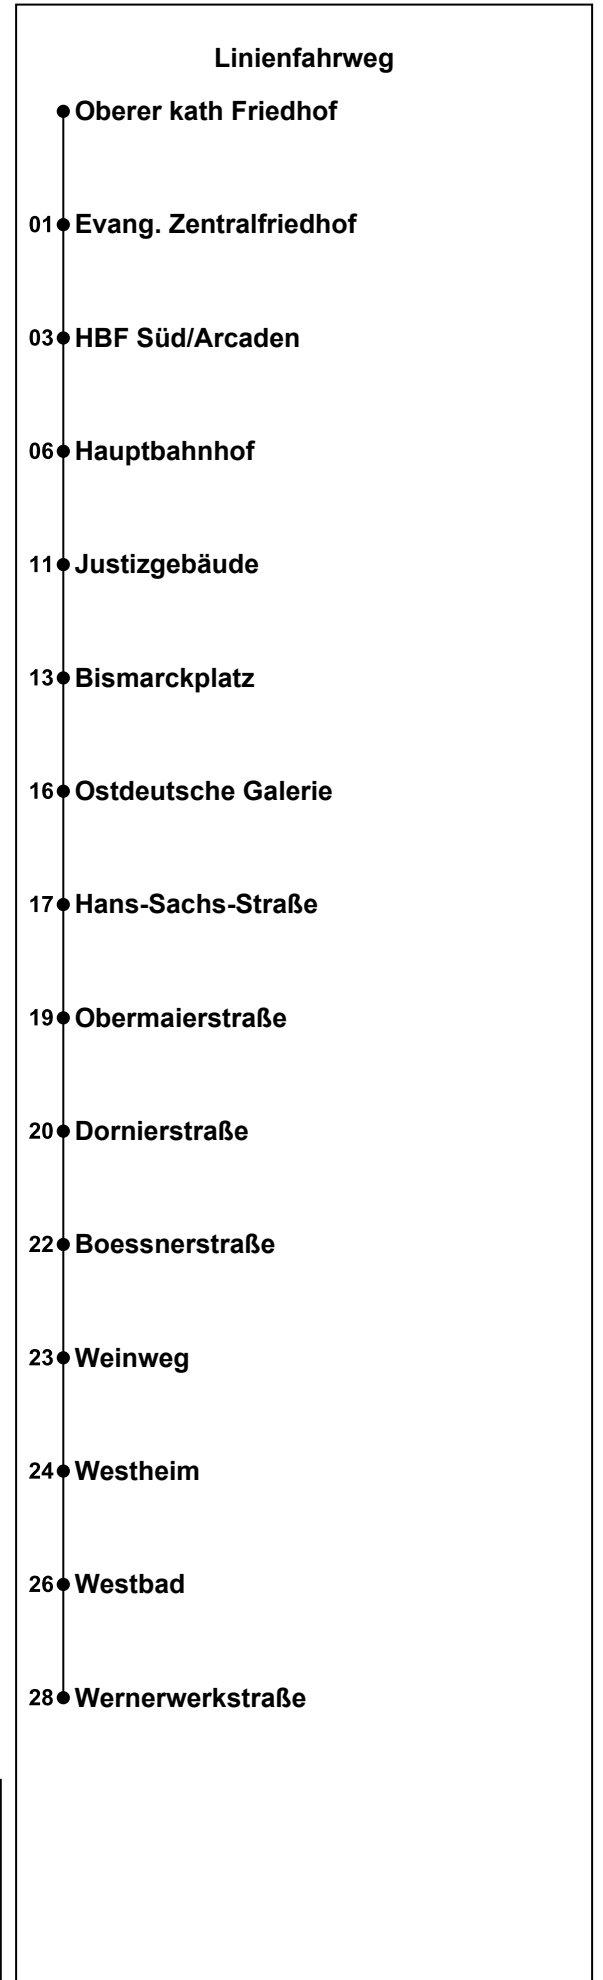 Linienfahrweg
Oberer kath Friedhof
01 Evang. Zentralfriedhof
03 HBF Süd/Arcaden
06 Hauptbahnhof
11 Justizgebäude
13 Bismarckplatz
16 Ostdeutsche Galerie
17 Hans-Sachs-Straße
19 Obermaierstraße
20 Dornierstraße
22 Boessnerstraße
23 Weinweg
24 Westheim
26 Westbad
28 Wernerwerkstraße